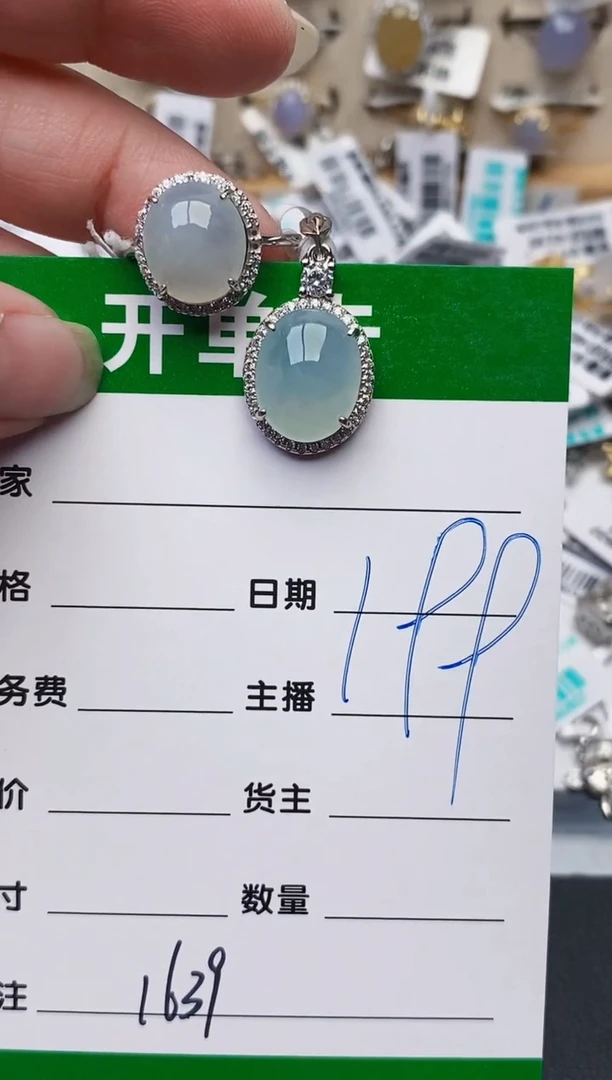 开单
家
格 日期
务费 主播
价 货主
寸 数量
注 1639